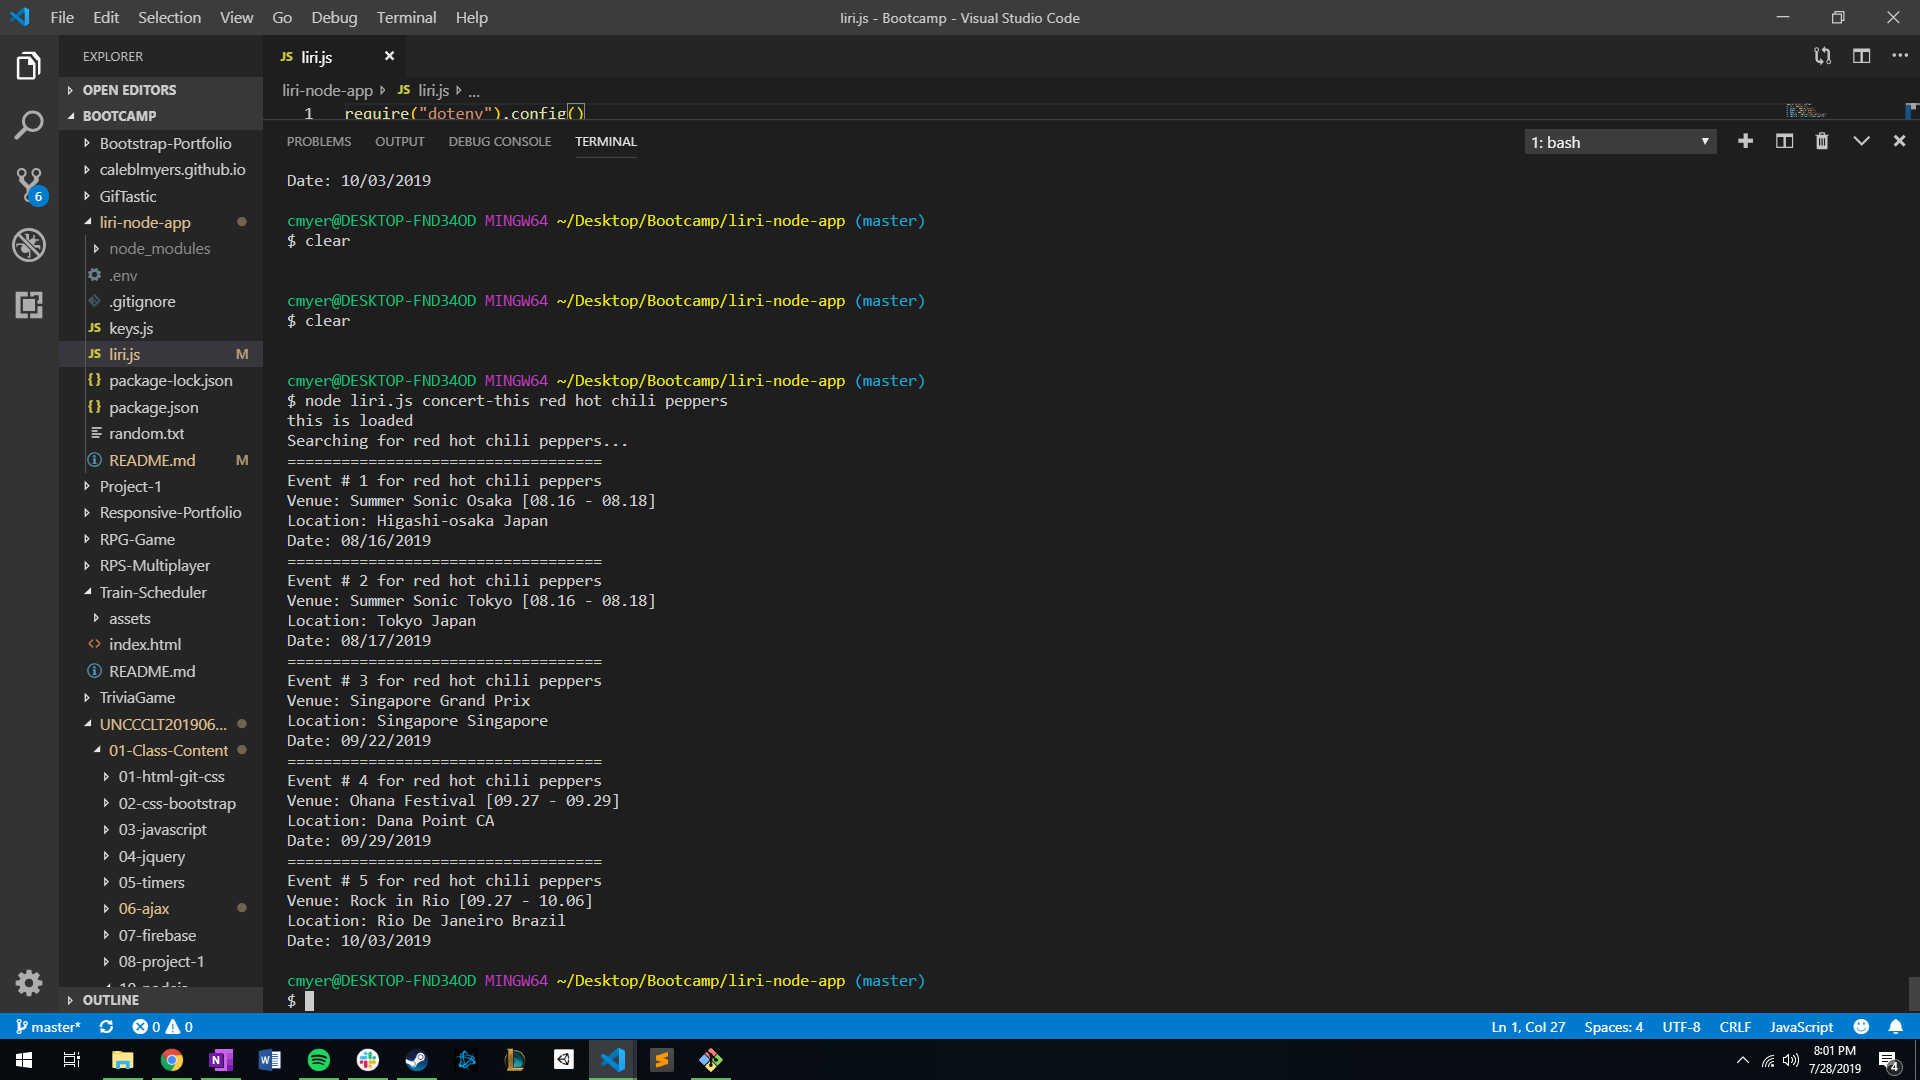 File Edit Selection View Go Debug Terminal Help
liri.js - Bootcamp - Visual Studio Code
EXPLORER
OPEN EDITORS
BOOTCAMP
Bootstrap-Portfolio
caleblmyers.github.io
GifTastic
liri-node-app
node_modules
.env
.gitignore
JS keys.js
JS liri.js M
{} package-lock.json
{} package.json
random.txt
README.md M
Project-1
Responsive-Portfolio
RPG-Game
RPS-Multiplayer
Train-Scheduler
assets
index.html
README.md
TriviaGame
UNCCCLT201906...
01-Class-Content
01-html-git-css
02-css-bootstrap
03-javascript
04-jquery
05-timers
06-ajax
07-firebase
08-project-1
OUTLINE
6
JS liri.js
liri-node-app JS liri.js ...
1 require("dotenv").config()
PROBLEMS OUTPUT DEBUG CONSOLE TERMINAL
1: bash
Date: 10/03/2019
cmyer@DESKTOP-FND34OD MINGW64 ~/Desktop/Bootcamp/liri-node-app (master)
$ clear
cmyer@DESKTOP-FND34OD MINGW64 ~/Desktop/Bootcamp/liri-node-app (master)
$ clear
cmyer@DESKTOP-FND34OD MINGW64 ~/Desktop/Bootcamp/liri-node-app (master)
$ node liri.js concert-this red hot chili peppers
this is loaded
Searching for red hot chili peppers...
===================================
Event # 1 for red hot chili peppers
Venue: Summer Sonic Osaka [08.16 - 08.18]
Location: Higashi-osaka Japan
Date: 08/16/2019
===================================
Event # 2 for red hot chili peppers
Venue: Summer Sonic Tokyo [08.16 - 08.18]
Location: Tokyo Japan
Date: 08/17/2019
===================================
Event # 3 for red hot chili peppers
Venue: Singapore Grand Prix
Location: Singapore Singapore
Date: 09/22/2019
===================================
Event # 4 for red hot chili peppers
Venue: Ohana Festival [09.27 - 09.29]
Location: Dana Point CA
Date: 09/29/2019
===================================
Event # 5 for red hot chili peppers
Venue: Rock in Rio [09.27 - 10.06]
Location: Rio De Janeiro Brazil
Date: 10/03/2019
cmyer@DESKTOP-FND34OD MINGW64 ~/Desktop/Bootcamp/liri-node-app (master)
$
master* 0 0
Ln 1, Col 27 Spaces: 4 UTF-8 CRLF JavaScript
8:01 PM
7/28/2019
4